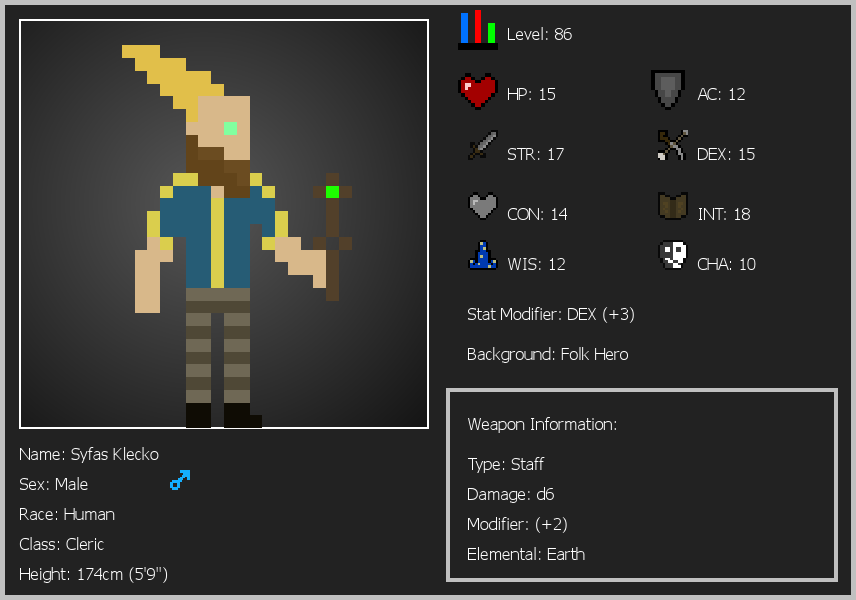 Level: 86
HP: 15
AC: 12
STR: 17
DEX: 15
CON: 14
INT: 18
WIS: 12
CHA: 10
Stat Modifier: DEX (+3)
Background: Folk Hero
Weapon Information:
Type: Staff
Damage: d6
Modifier: (+2)
Elemental: Earth
Name: Syfas Klecko
Sex: Male
Race: Human
Class: Cleric
Height: 174cm (5'9")